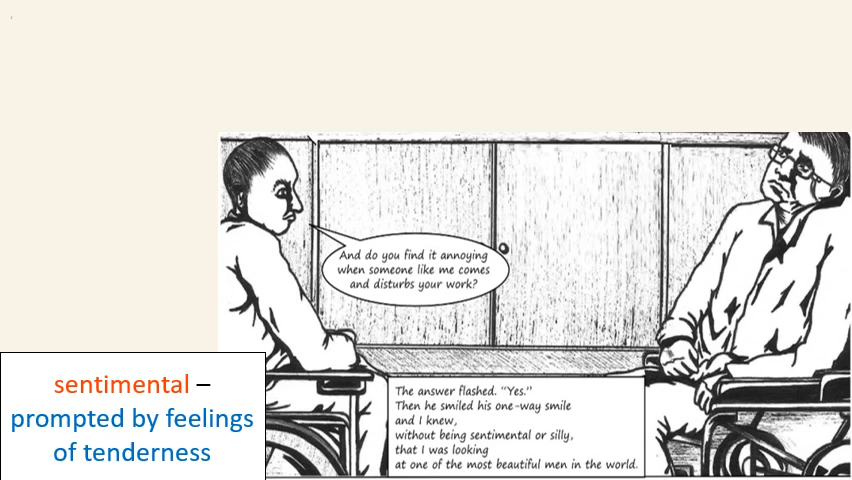 And do you find it annoying
when someone like me comes
and disturbs your work?
The answer flashed. “Yes.”
Then he smiled his one-way smile
and I knew,
without being sentimental or silly,
that I was looking
at one of the most beautiful men in the world.
sentimental –
prompted by feelings
of tenderness